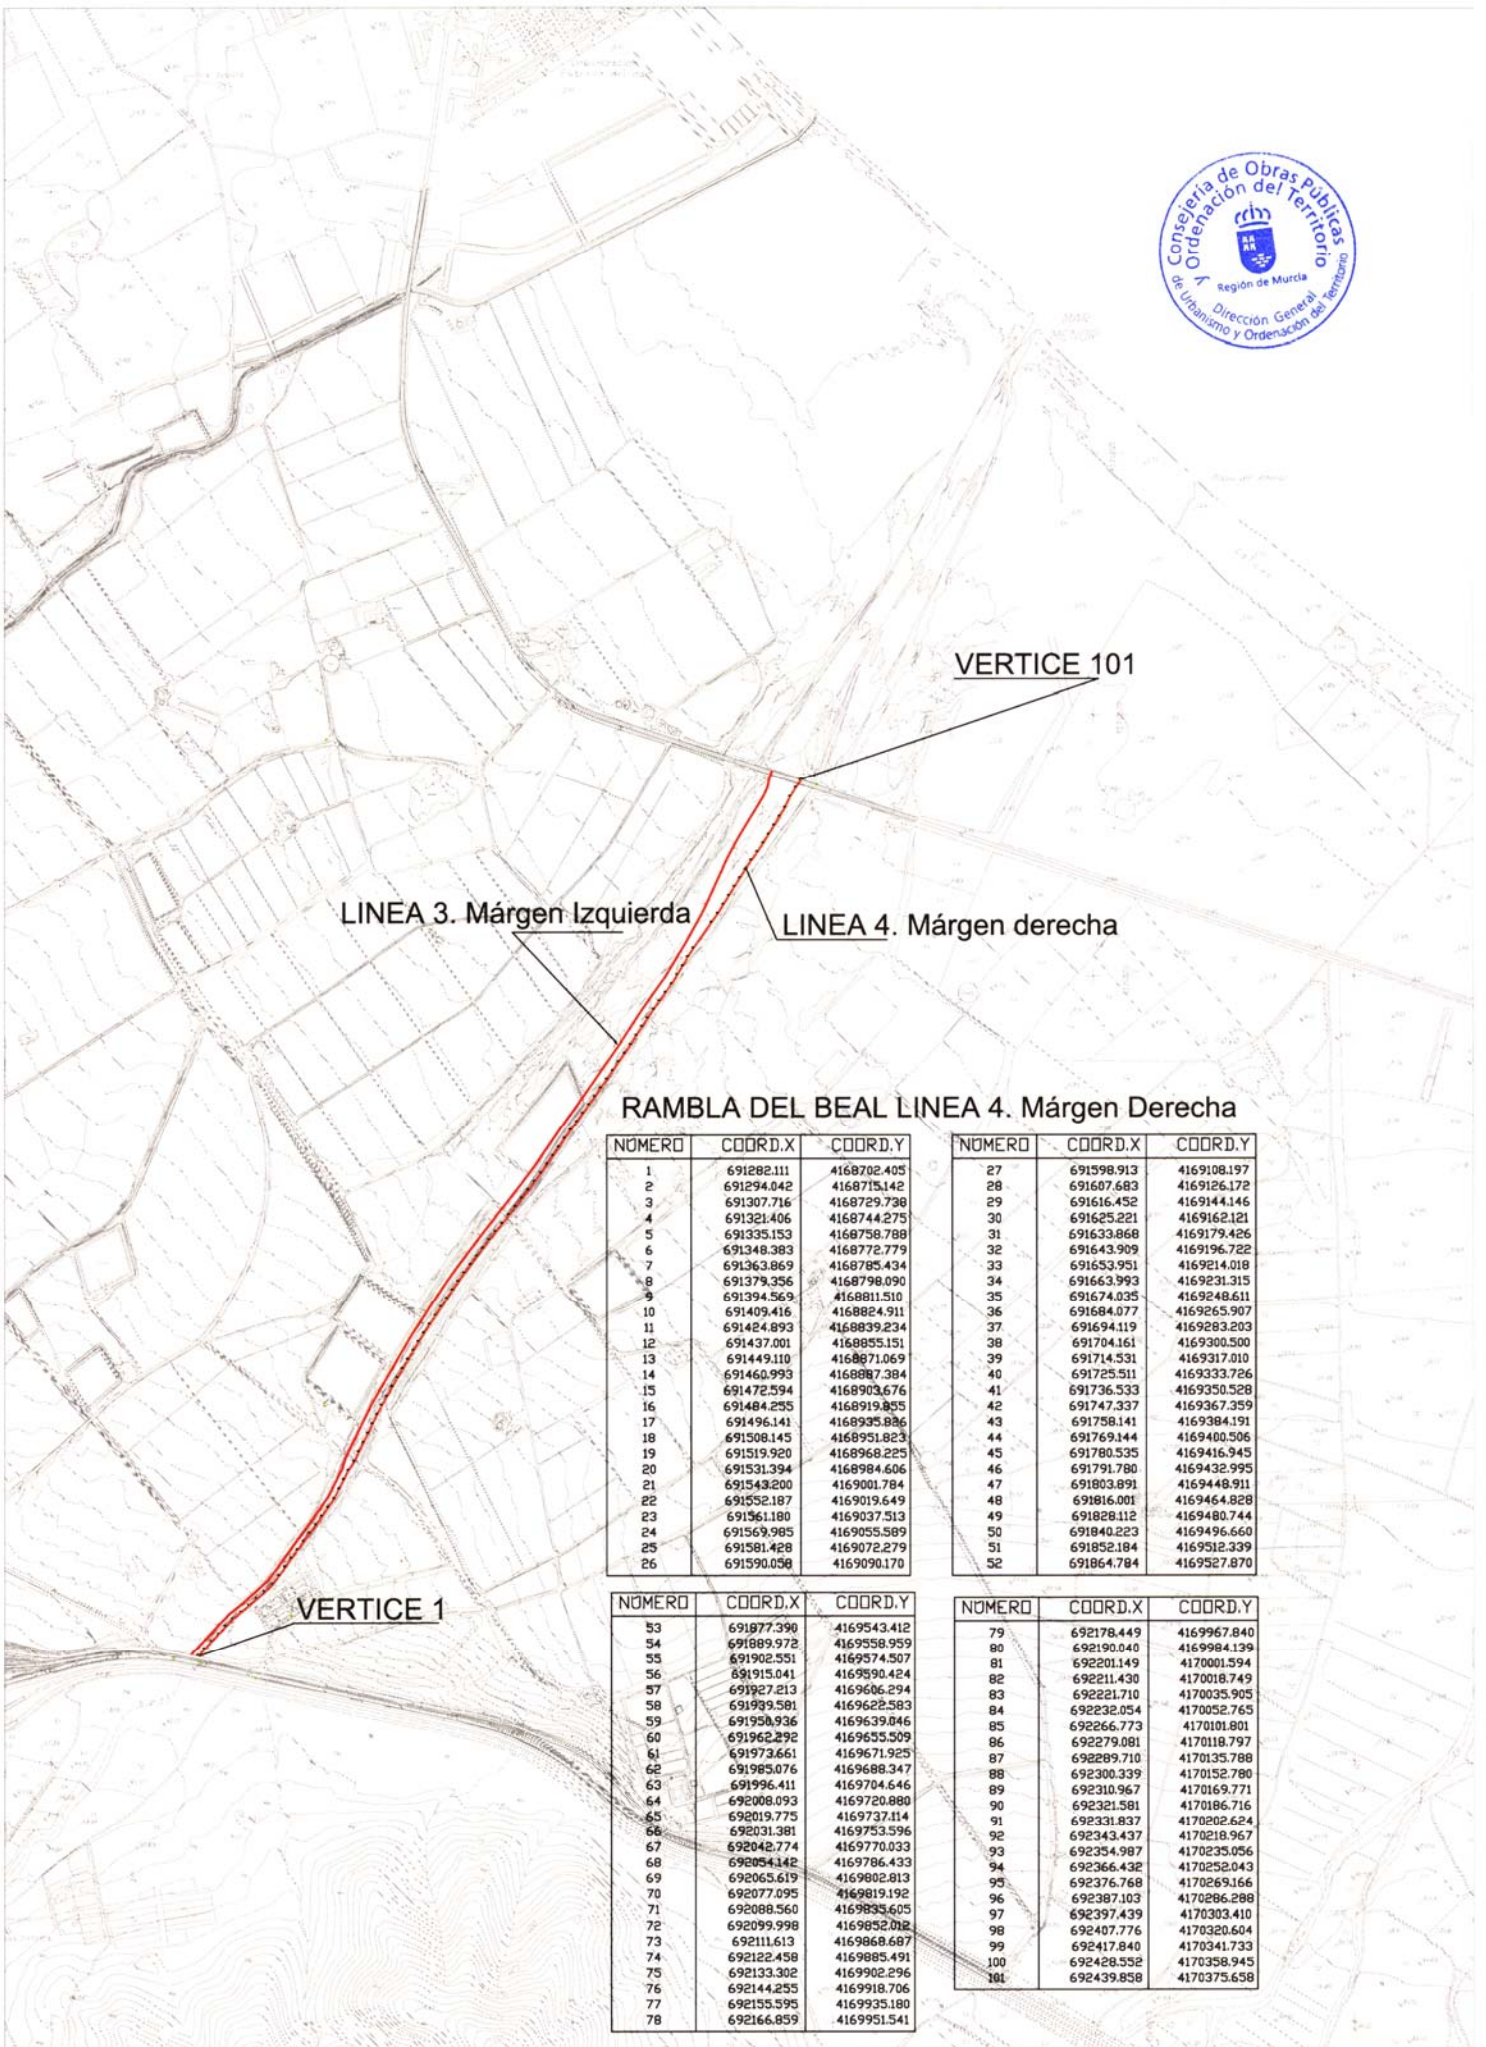 Consejería de Obras Públicas
y Ordenación del Territorio
Región de Murcia
Dirección General
de Urbanismo y Ordenación del Territorio
MAR
MENOR
VERTICE 101
LINEA 3. Márgen Izquierda
LINEA 4. Márgen derecha
VERTICE 1
RAMBLA DEL BEAL LINEA 4. Márgen Derecha
NUMERO COORD.X COORD.Y
1 691282.111 4168702.405
2 691294.042 4168715.142
3 691307.716 4168729.738
4 691321.406 4168744.275
5 691335.153 4168758.788
6 691348.383 4168772.779
7 691363.869 4168785.434
8 691379.356 4168798.090
9 691394.569 4168811.510
10 691409.416 4168824.911
11 691424.893 4168839.234
12 691437.001 4168855.151
13 691449.110 4168871.069
14 691460.993 4168887.384
15 691472.594 4168903.676
16 691484.255 4168919.855
17 691496.141 4168935.826
18 691508.145 4168951.823
19 691519.920 4168968.225
20 691531.394 4168984.606
21 691543.200 4169001.784
22 691552.187 4169019.649
23 691561.180 4169037.513
24 691569.985 4169055.589
25 691581.428 4169072.279
26 691590.058 4169090.170
NUMERO COORD.X COORD.Y
27 691598.913 4169108.197
28 691607.683 4169126.172
29 691616.452 4169144.146
30 691625.221 4169162.121
31 691633.868 4169179.426
32 691643.909 4169196.722
33 691653.951 4169214.018
34 691663.993 4169231.315
35 691674.035 4169248.611
36 691684.077 4169265.907
37 691694.119 4169283.203
38 691704.161 4169300.500
39 691714.531 4169317.010
40 691725.511 4169333.726
41 691736.533 4169350.528
42 691747.337 4169367.359
43 691758.141 4169384.191
44 691769.144 4169400.506
45 691780.535 4169416.945
46 691791.780 4169432.995
47 691803.891 4169448.911
48 691816.001 4169464.828
49 691828.112 4169480.744
50 691840.223 4169496.660
51 691852.184 4169512.339
52 691864.784 4169527.870
NUMERO COORD.X COORD.Y
53 691877.390 4169543.412
54 691889.972 4169558.959
55 691902.551 4169574.507
56 691915.041 4169590.424
57 691927.213 4169606.294
58 691939.581 4169622.583
59 691950.936 4169639.046
60 691962.292 4169655.509
61 691973.661 4169671.925
62 691985.076 4169688.347
63 691996.411 4169704.646
64 692008.093 4169720.880
65 692019.775 4169737.114
66 692031.381 4169753.596
67 692042.774 4169770.033
68 692054.142 4169786.433
69 692065.619 4169802.813
70 692077.095 4169819.192
71 692088.560 4169835.605
72 692099.998 4169852.012
73 692111.613 4169868.687
74 692122.458 4169885.491
75 692133.302 4169902.296
76 692144.255 4169918.706
77 692155.595 4169935.180
78 692166.859 4169951.541
NUMERO COORD.X COORD.Y
79 692178.449 4169967.840
80 692190.040 4169984.139
81 692201.149 4170001.594
82 692211.430 4170018.749
83 692221.710 4170035.905
84 692232.054 4170052.765
85 692266.773 4170101.801
86 692279.081 4170118.797
87 692289.710 4170135.788
88 692300.339 4170152.780
89 692310.967 4170169.771
90 692321.581 4170186.716
91 692331.837 4170202.624
92 692343.437 4170218.967
93 692354.987 4170235.056
94 692366.432 4170252.043
95 692376.768 4170269.166
96 692387.103 4170286.288
97 692397.439 4170303.410
98 692407.776 4170320.604
99 692417.840 4170341.733
100 692428.552 4170358.945
101 692439.858 4170375.658